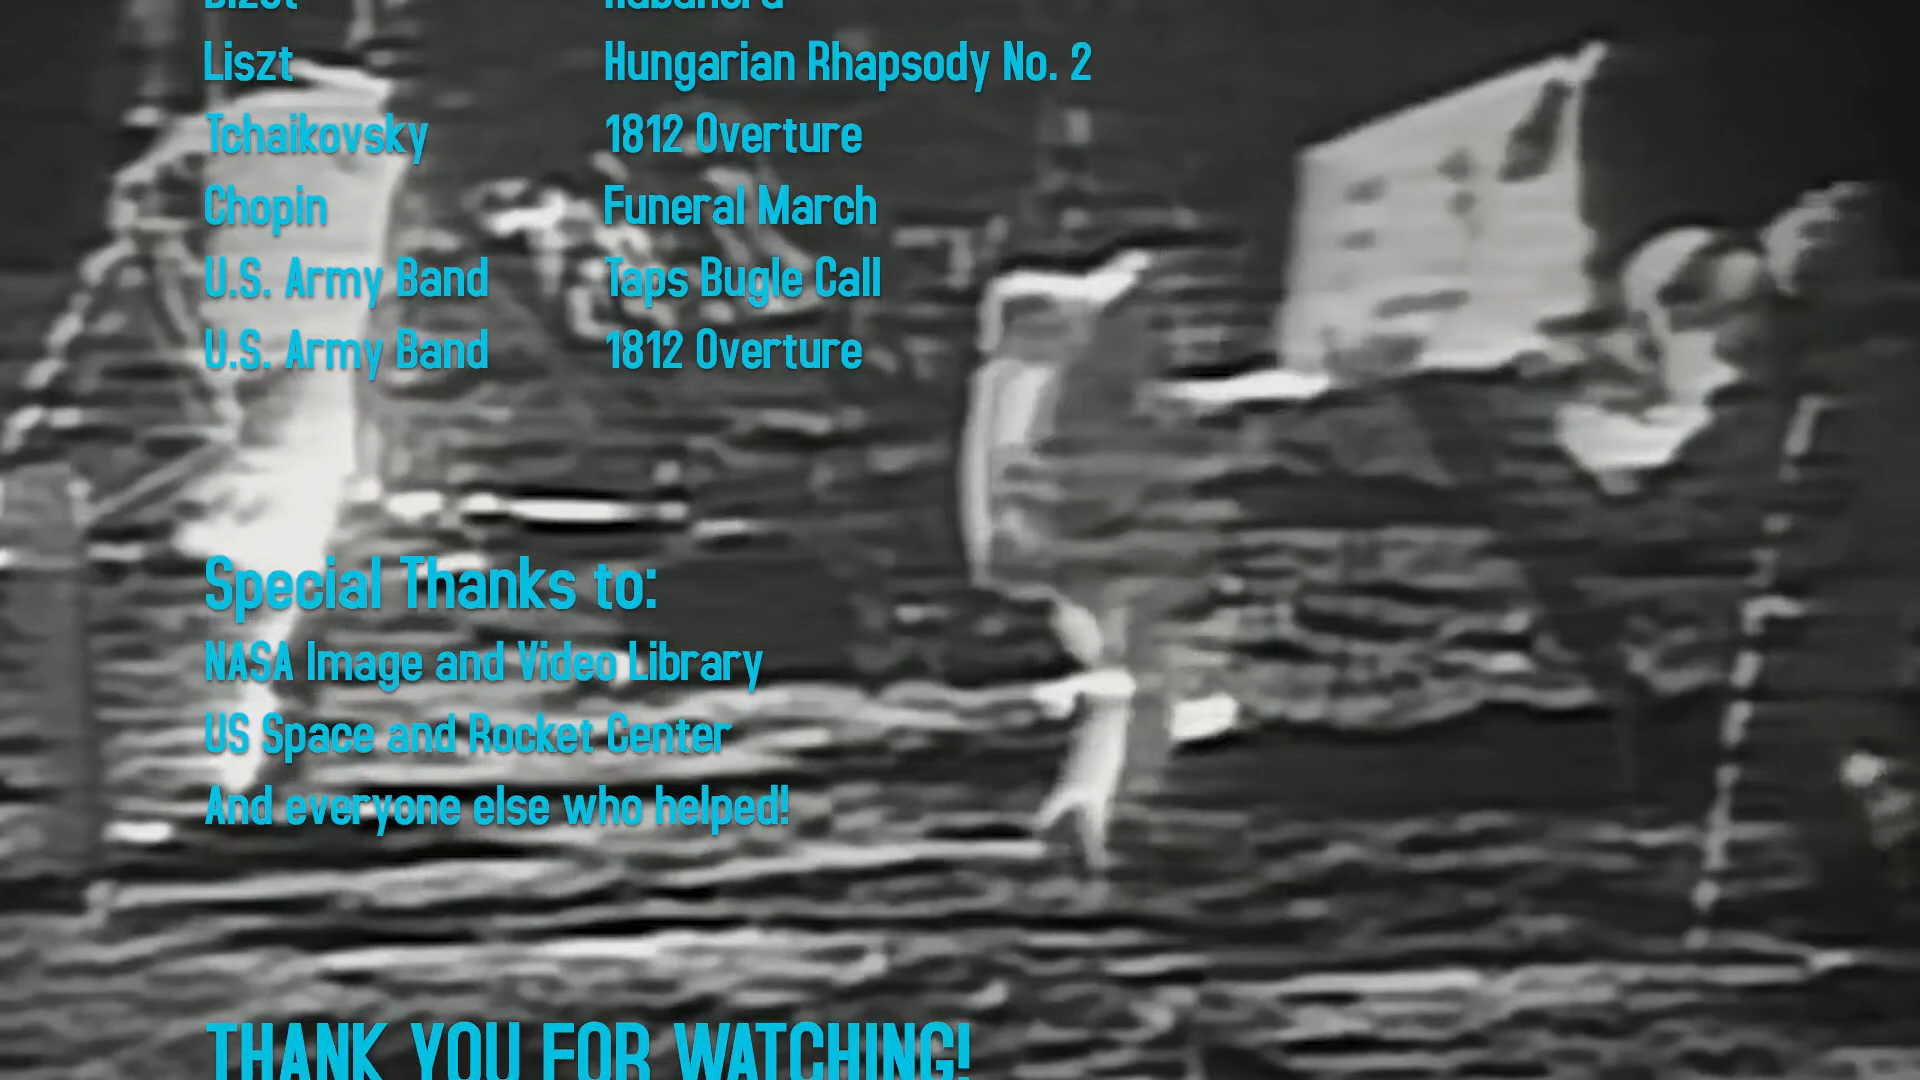 Bizet Habanera
Liszt Hungarian Rhapsody No. 2
Tchaikovsky 1812 Overture
Chopin Funeral March
U.S. Army Band Taps Bugle Call
U.S. Army Band 1812 Overture
Special Thanks to:
NASA Image and Video Library
US Space and Rocket Center
And everyone else who helped!
THANK YOU FOR WATCHING!